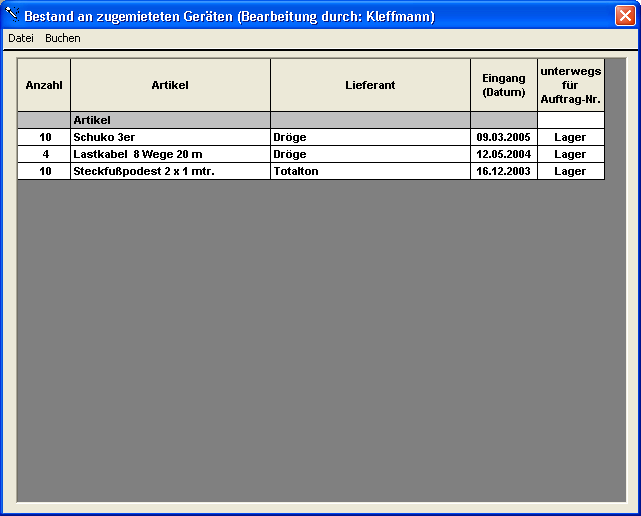 Bestand an zugemieteten Geräten (Bearbeitung durch: Kleffmann)
Datei Buchen
Anzahl Artikel Lieferant Eingang (Datum) unterwegs für Auftrag-Nr.
Artikel
10 Schuko 3er Dröge 09.03.2005 Lager
4 Lastkabel 8 Wege 20 m Dröge 12.05.2004 Lager
10 Steckfußpodest 2 x 1 mtr. Totalton 16.12.2003 Lager